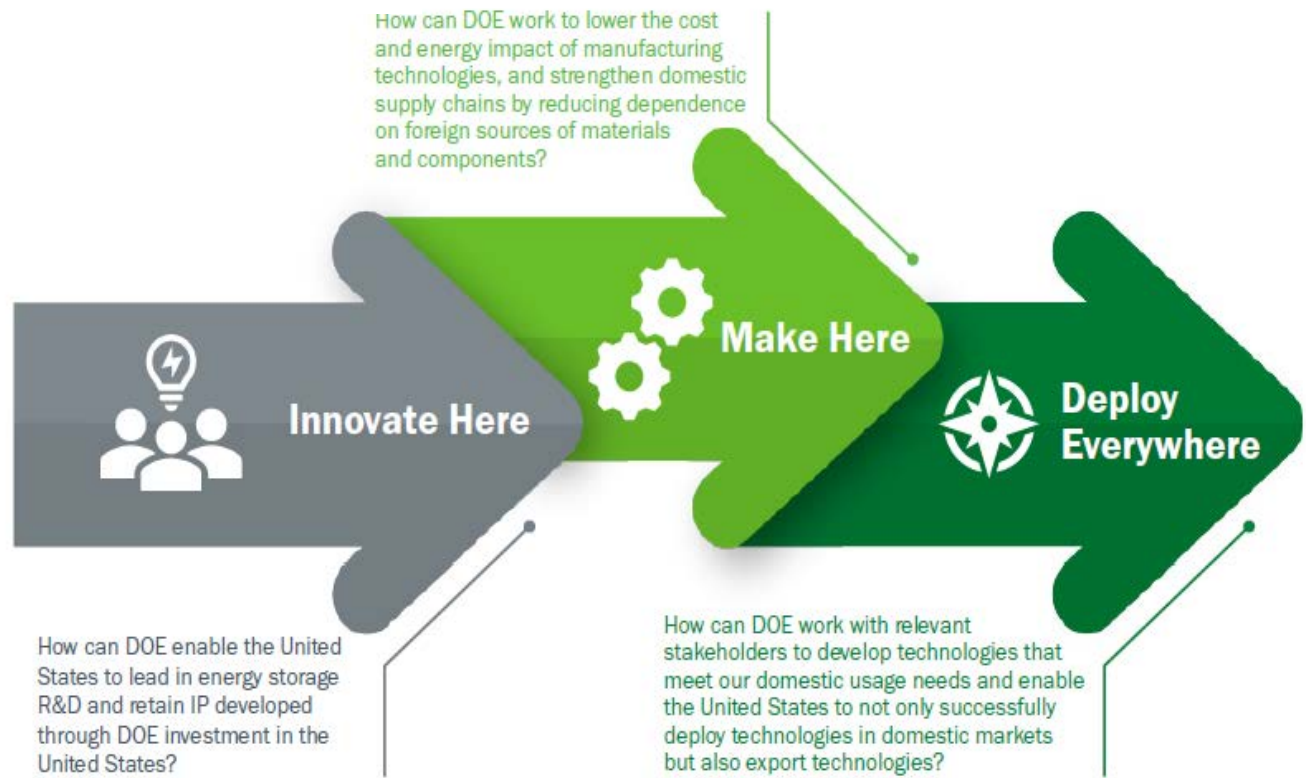 How can DOE work to lower the cost
and energy impact of manufacturing
technologies, and strengthen domestic
supply chains by reducing dependence
on foreign sources of materials
and components?
Innovate Here
Make Here
Deploy
Everywhere
How can DOE enable the United
States to lead in energy storage
R&D and retain IP developed
through DOE investment in the
United States?
How can DOE work with relevant
stakeholders to develop technologies that
meet our domestic usage needs and enable
the United States to not only successfully
deploy technologies in domestic markets
but also export technologies?